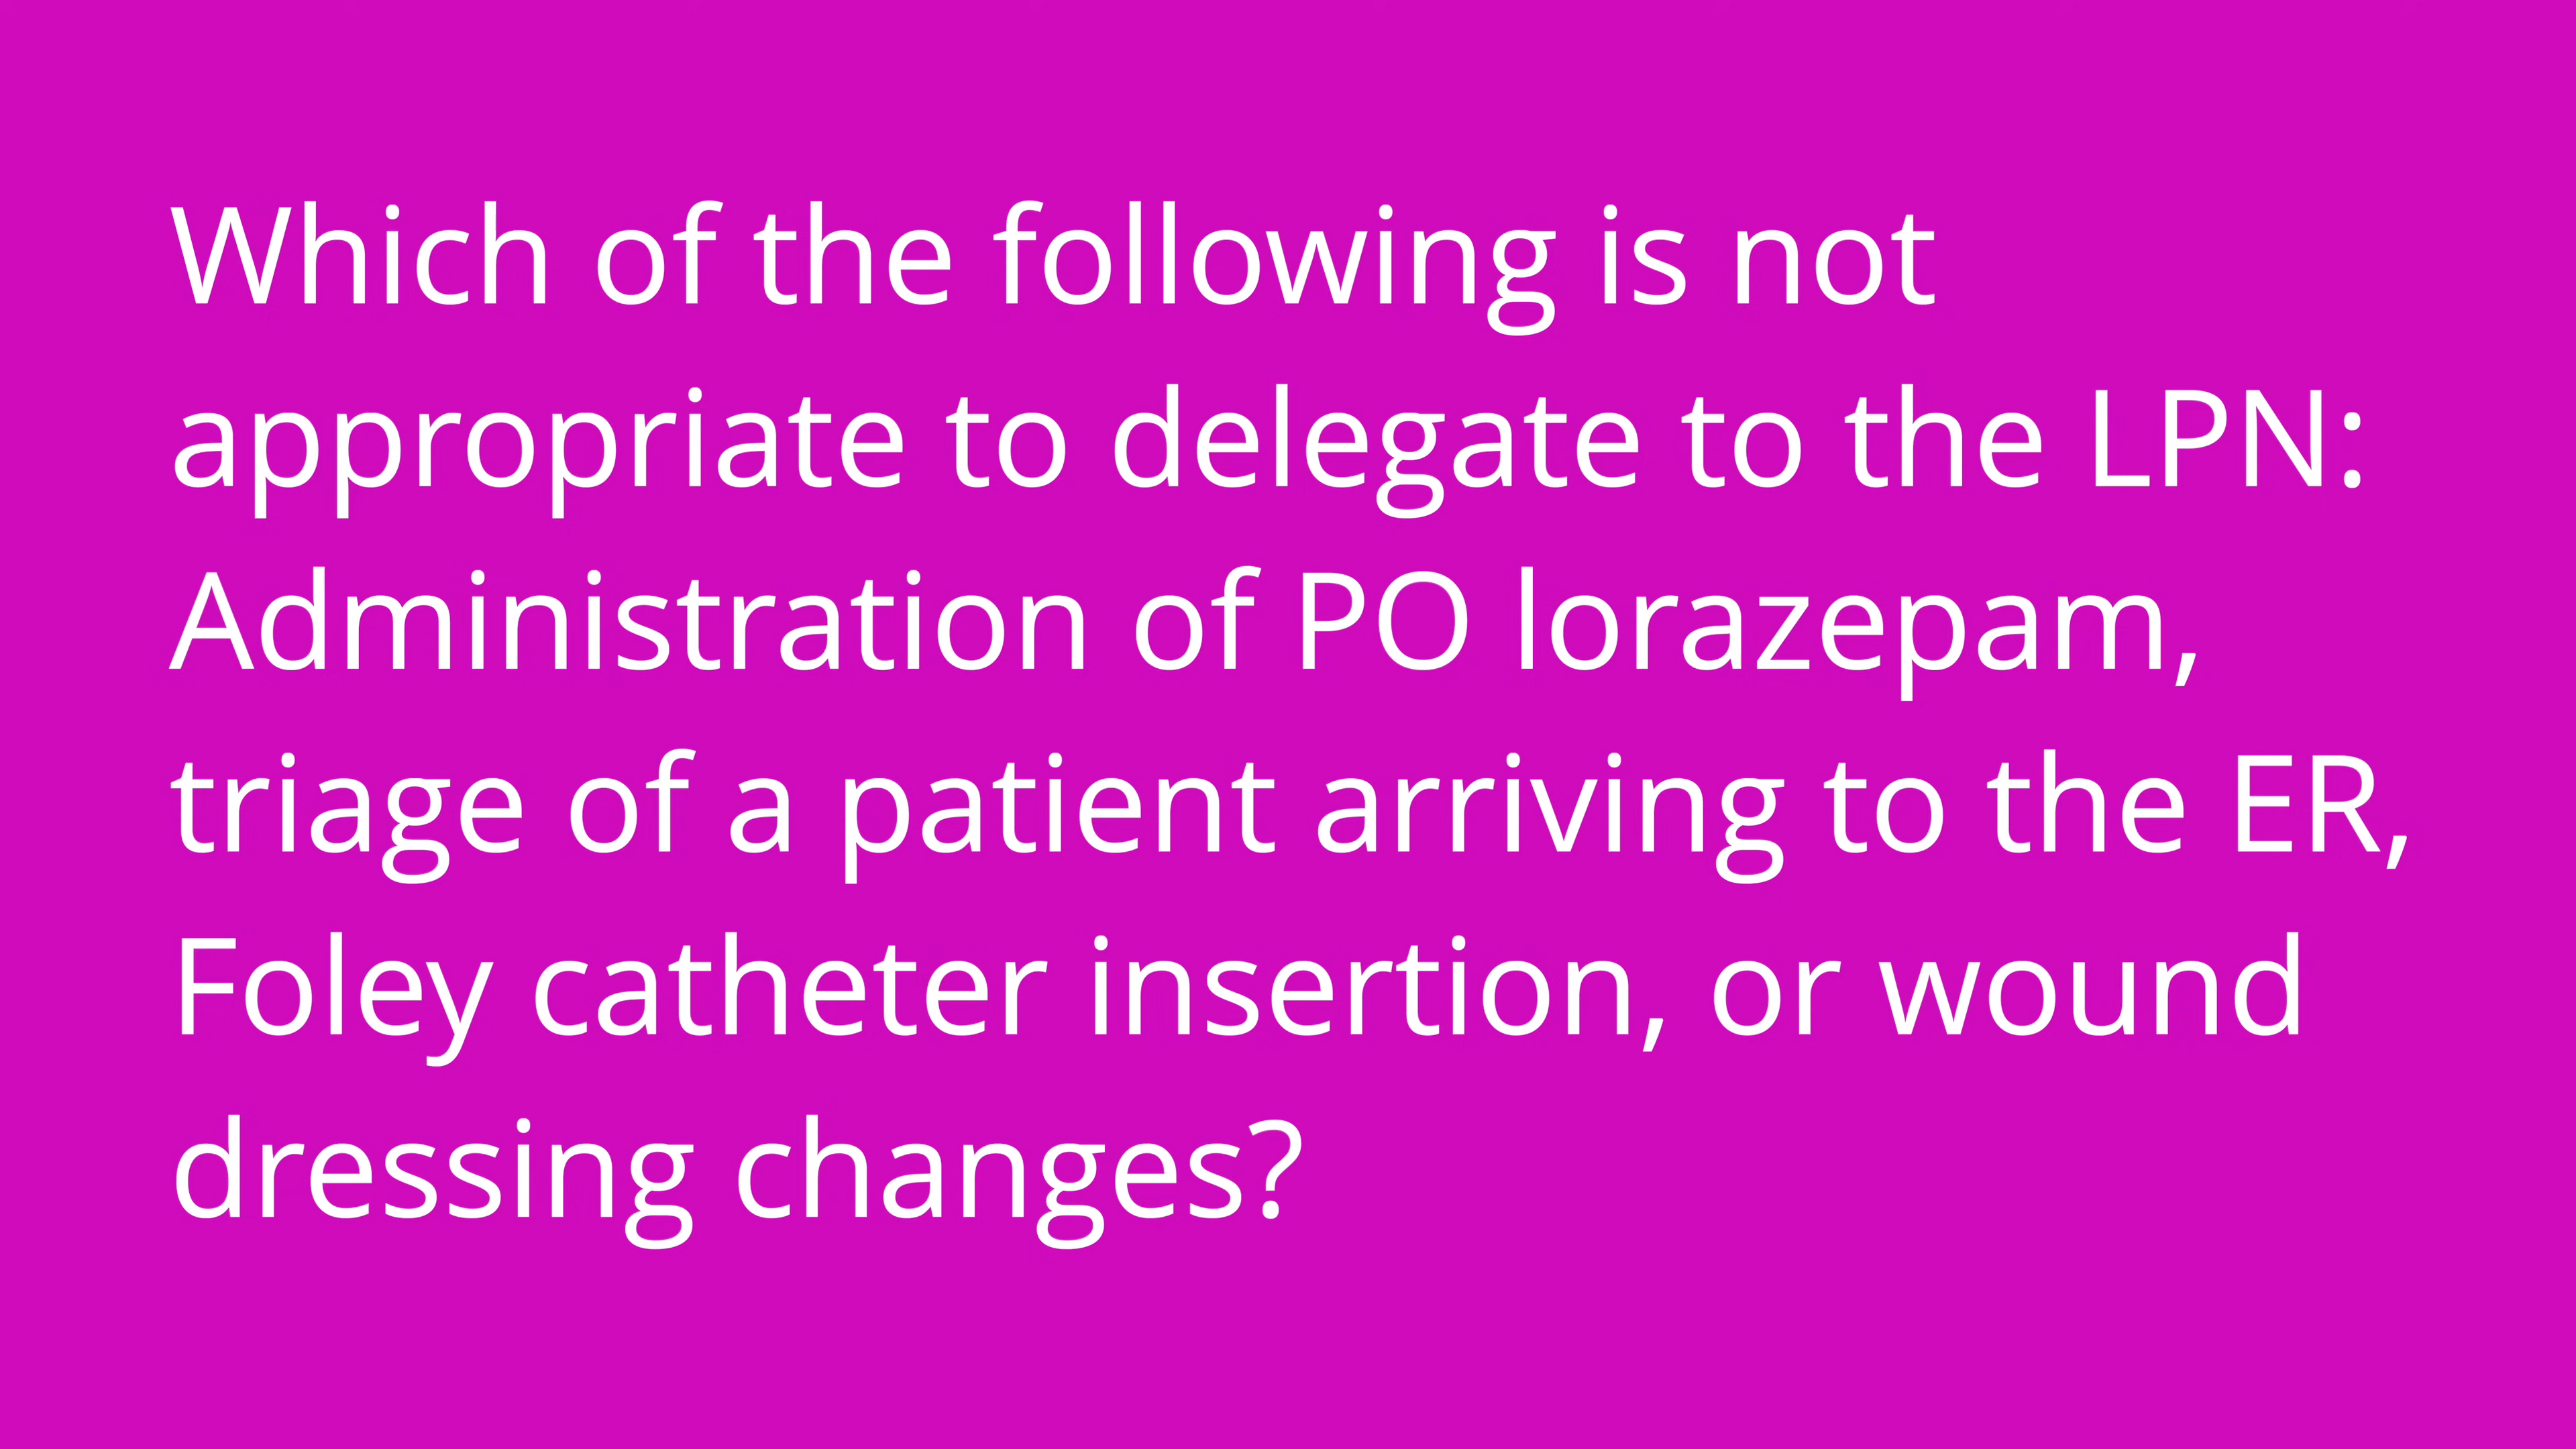 Which of the following is not
appropriate to delegate to the LPN:
Administration of PO lorazepam,
triage of a patient arriving to the ER,
Foley catheter insertion, or wound
dressing changes?